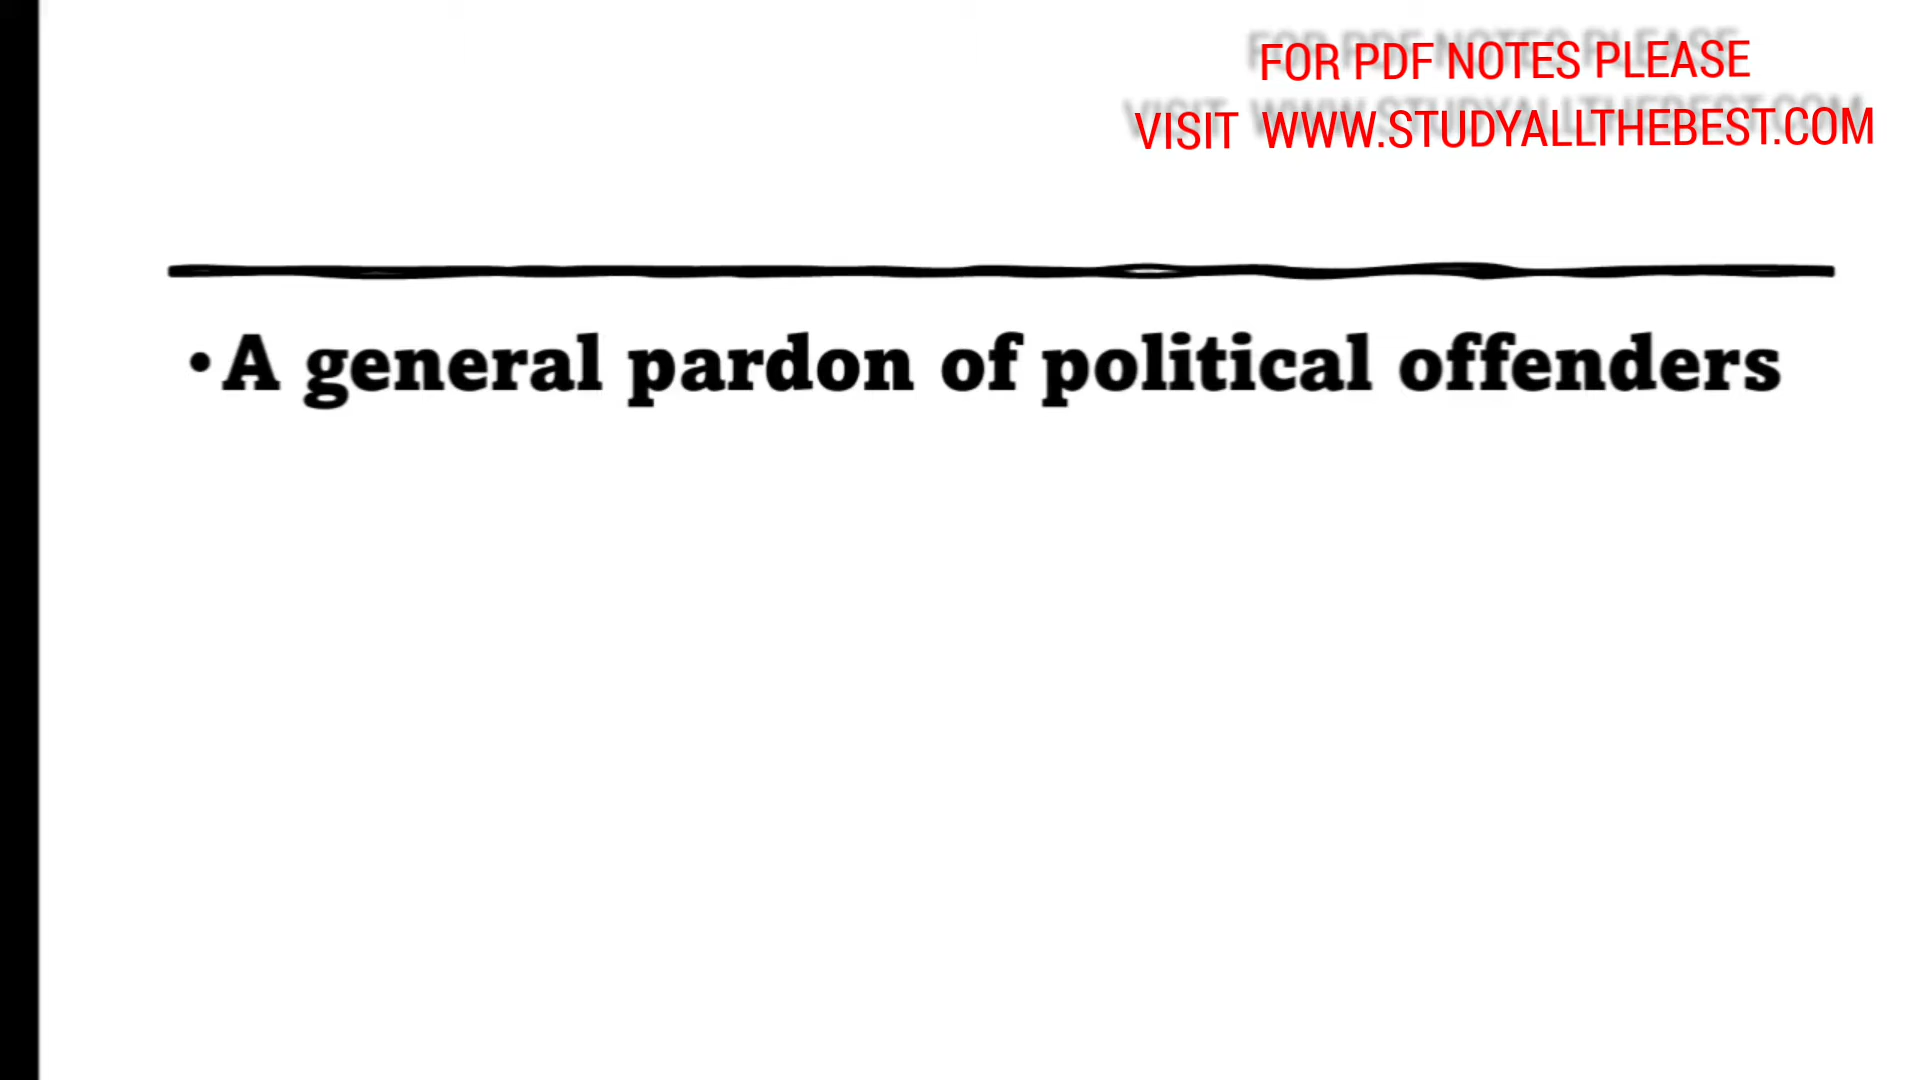 FOR PDF NOTES PLEASE
VISIT WWW.STUDYALLTHEBEST.COM
•A general pardon of political offenders